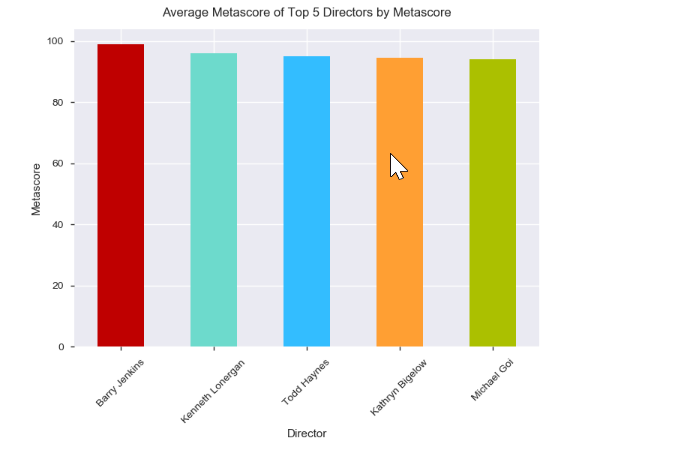 Average Metascore of Top 5 Directors by Metascore
100
80
60
40
20
0
Metascore
Barry Jenkins
Kenneth Lonergan
Todd Haynes
Kathryn Bigelow
Michael Goi
Director